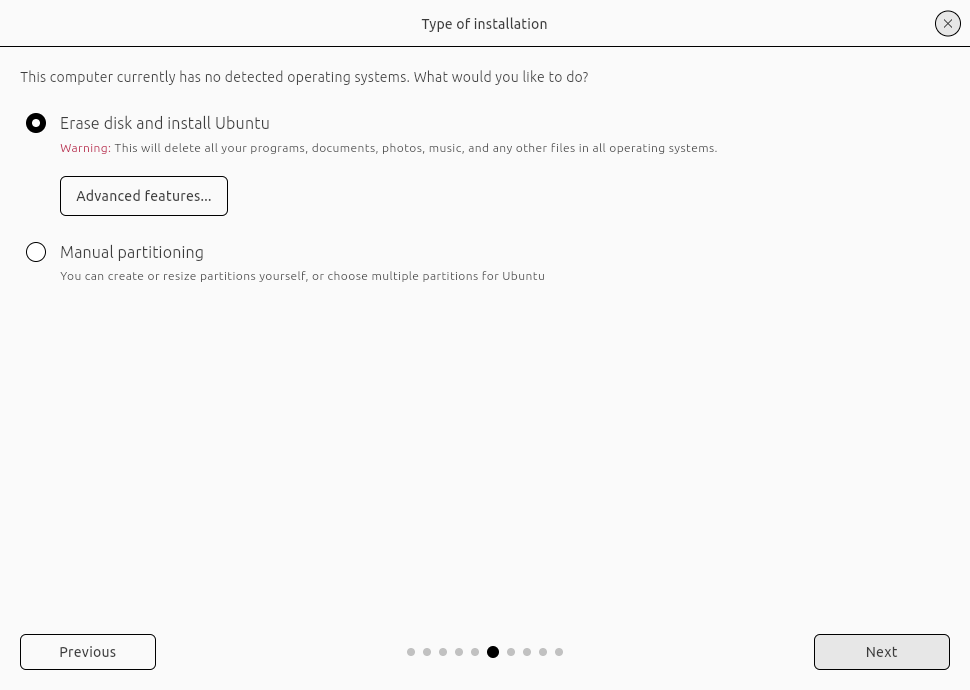 Type of installation
This computer currently has no detected operating systems. What would you like to do?
Erase disk and install Ubuntu
Warning: This will delete all your programs, documents, photos, music, and any other files in all operating systems.
Advanced features...
Manual partitioning
You can create or resize partitions yourself, or choose multiple partitions for Ubuntu
Previous
Next